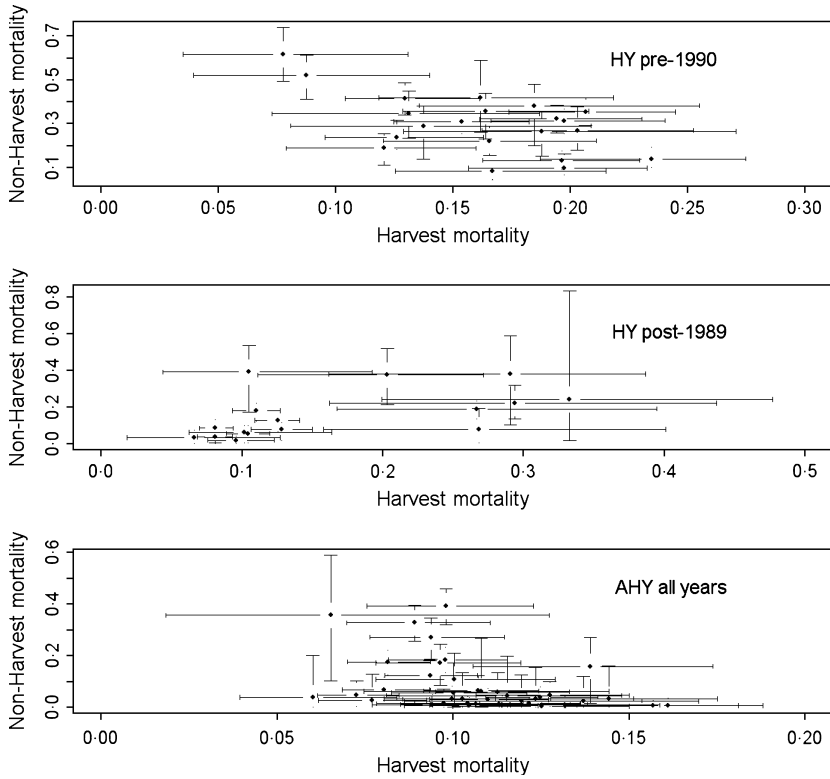 Non-Harvest mortality
0·7
0·5
0·3
0·1
HY pre-1990
0·00 0·05 0·10 0·15 0·20 0·25 0·30
Harvest mortality
Non-Harvest mortality
0·8
0·6
0·4
0·2
0·0
HY post-1989
0·0 0·1 0·2 0·3 0·4 0·5
Harvest mortality
Non-Harvest mortality
0·6
0·4
0·2
0·0
AHY all years
0·00 0·05 0·10 0·15 0·20
Harvest mortality